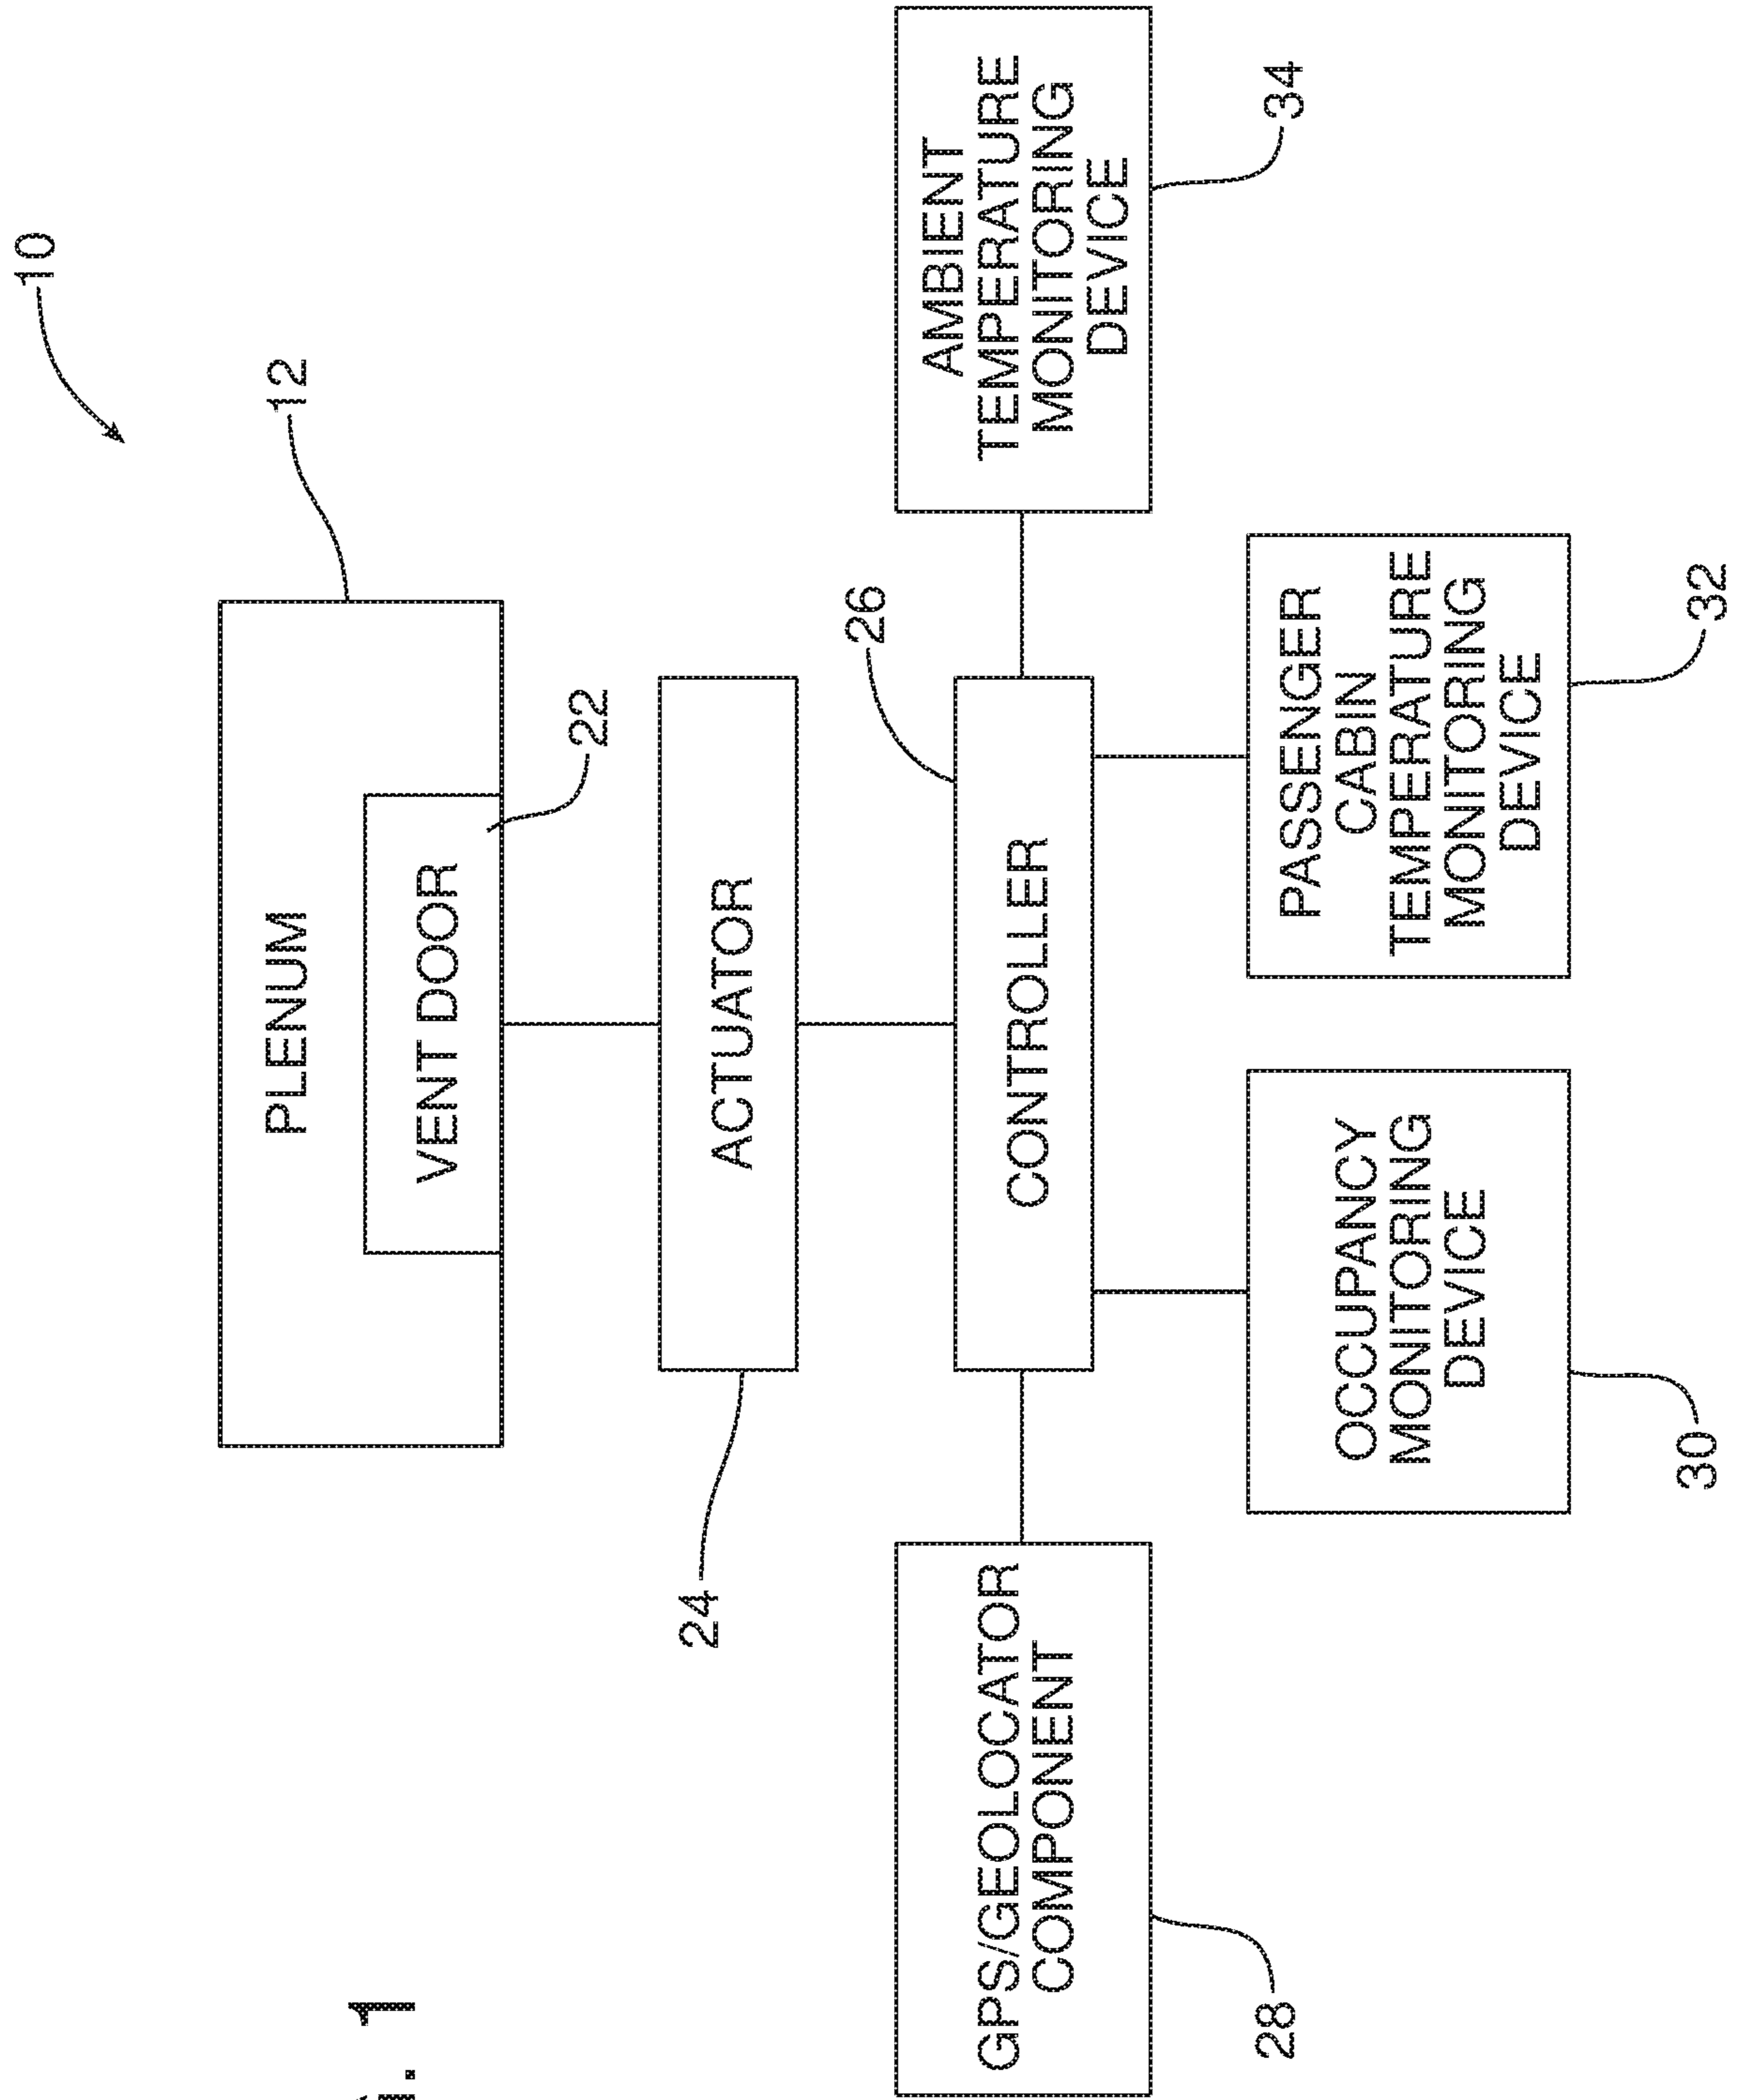 10
12
PLENUM
VENT DOOR
22
24
ACTUATOR
26
CONTROLLER
GPS/GEOLOCATOR
COMPONENT
28
AMBIENT
TEMPERATURE
MONITORING
DEVICE
34
OCCUPANCY
MONITORING
DEVICE
30
PASSENGER
CABIN
TEMPERATURE
MONITORING
DEVICE
32
. 1